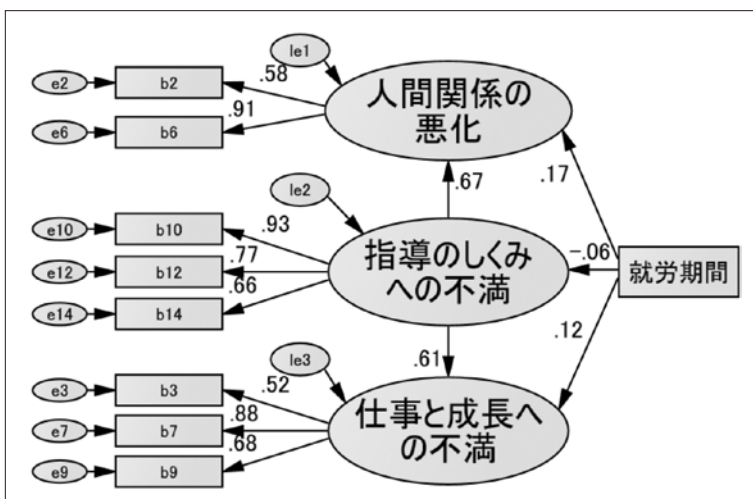 le1
e2
b2
.58
人間関係の
悪化
e6
b6
.91
.67
.17
le2
e10
b10
.93
指導のしくみ
への不満
-.06
就労期間
e12
b12
.77
e14
b14
.66
.61
.12
le3
e3
b3
.52
仕事と成長へ
の不満
e7
b7
.88
e9
b9
.68